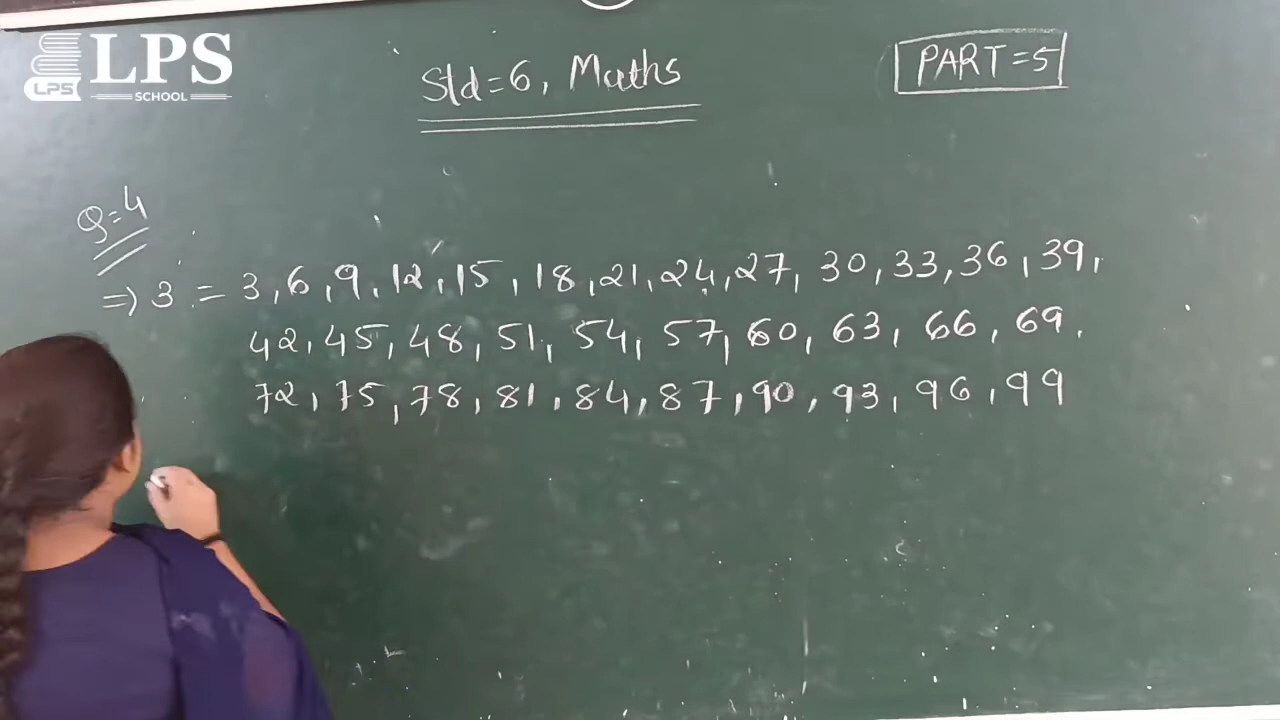 LPS
LPS
SCHOOL
Std=6, Maths
PART=5
Q=4
=> 3 = 3, 6, 9, 12, 15, 18, 21, 24, 27, 30, 33, 36, 39,
42, 45, 48, 51, 54, 57, 60, 63, 66, 69.
72, 75, 78, 81, 84, 87, 90, 93, 96, 99